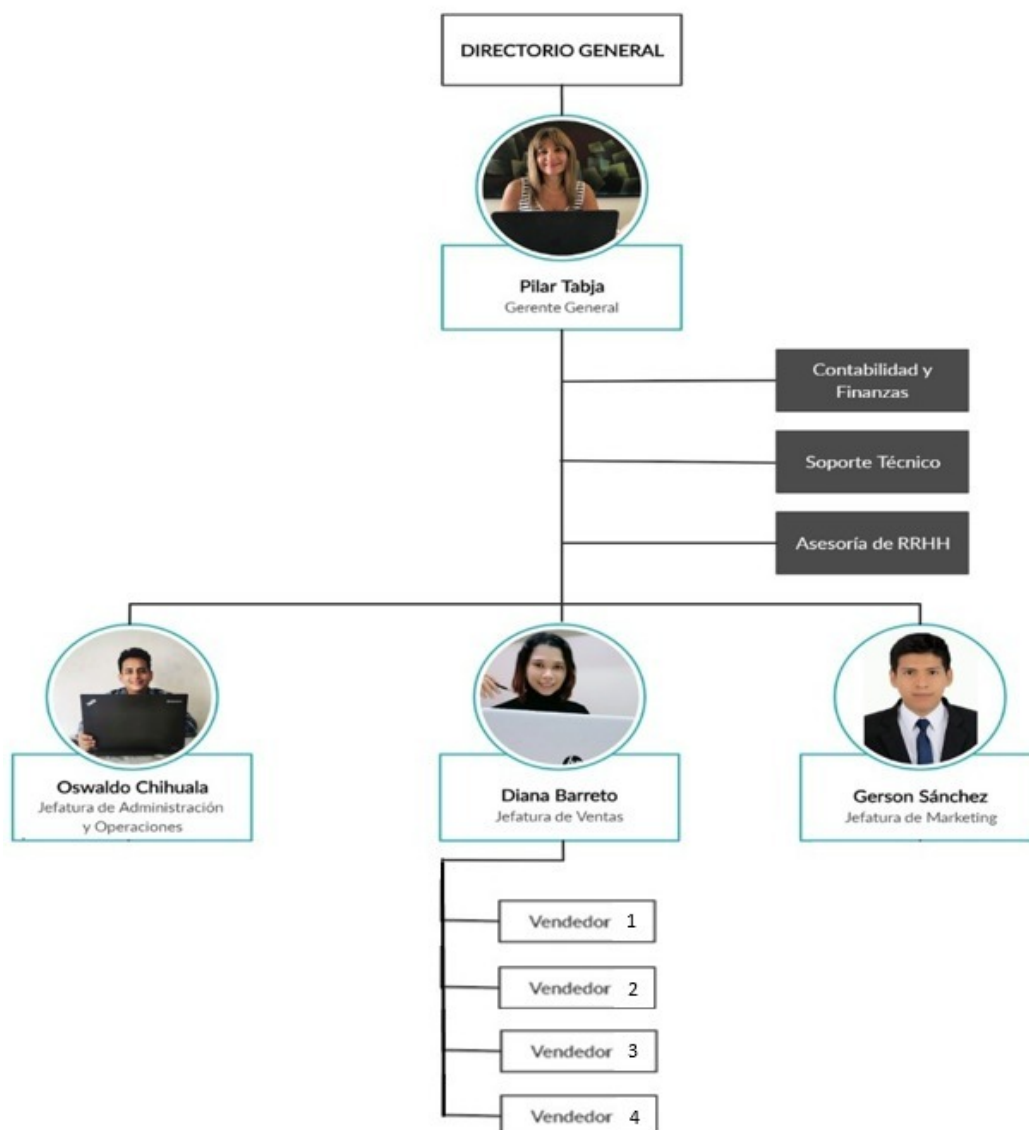 DIRECTORIO GENERAL
Pilar Tabja
Gerente General
Contabilidad y
Finanzas
Soporte Técnico
Asesoría de RRHH
Oswaldo Chihuala
Jefatura de Administración
y Operaciones
Diana Barreto
Jefatura de Ventas
Gerson Sánchez
Jefatura de Marketing
Vendedor 1
Vendedor 2
Vendedor 3
Vendedor 4